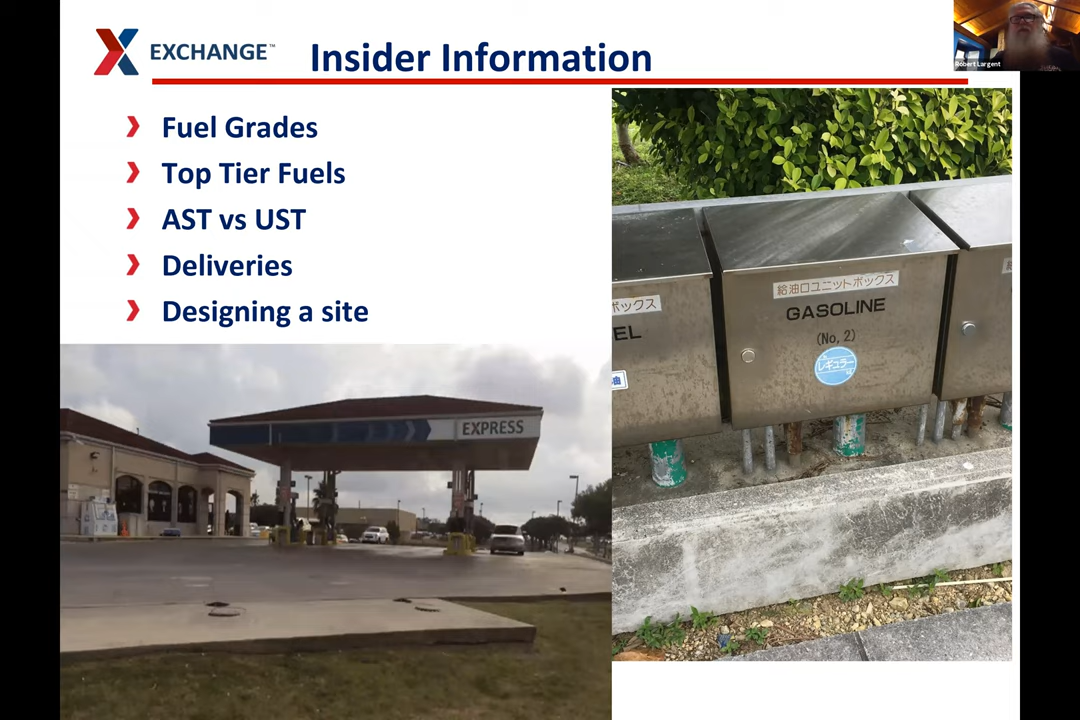 EXCHANGE™
Insider Information
Robert Largent
Fuel Grades
Top Tier Fuels
AST vs UST
Deliveries
Designing a site
EXPRESS
ボックス
EL
油
給油口ユニットボックス
GASOLINE
(No, 2)
レギュラー